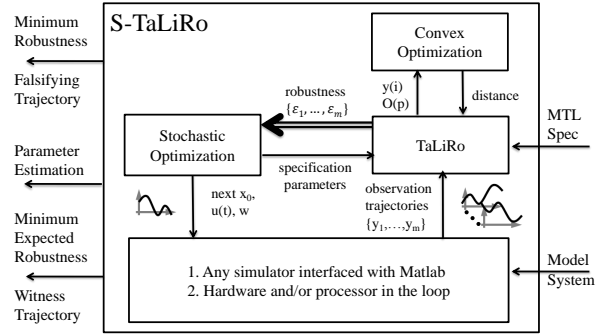 S-TaLiRo
Minimum
Robustness
Falsifying
Trajectory
Parameter
Estimation
Minimum
Expected
Robustness
Witness
Trajectory
Convex
Optimization
robustness
{ε₁,…,εₘ}
y(i)
O(p)
distance
Stochastic
Optimization
TaLiRo
MTL
Spec
specification
parameters
next x₀,
u(t), w
observation
trajectories
{y₁,…,yₘ}
1. Any simulator interfaced with Matlab
2. Hardware and/or processor in the loop
Model
System